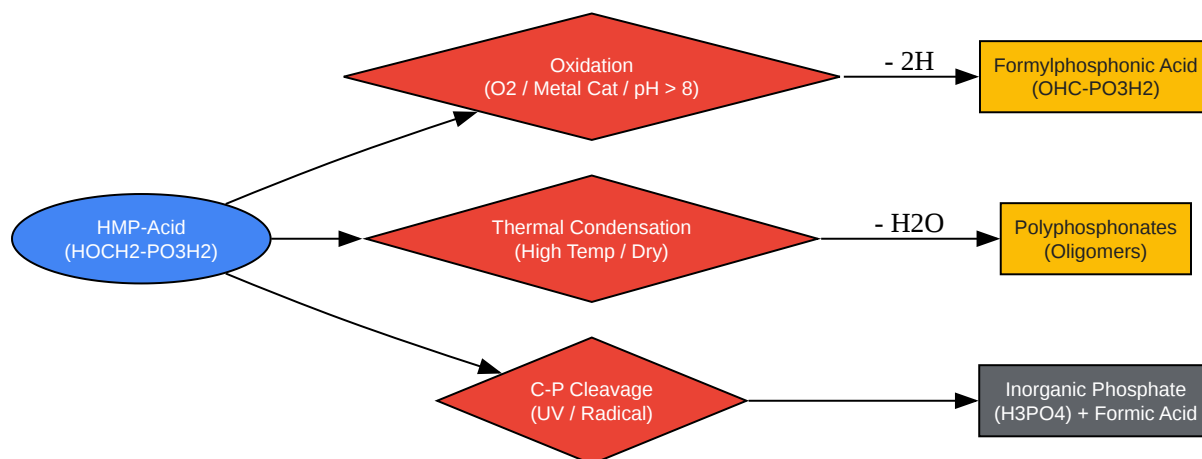 Oxidation
(O2 / Metal Cat / pH > 8)
- 2H
Formylphosphonic Acid
(OHC-PO3H2)
HMP-Acid
(HOCH2-PO3H2)
Thermal Condensation
(High Temp / Dry)
- H2O
Polyphosphonates
(Oligomers)
C-P Cleavage
(UV / Radical)
Inorganic Phosphate
(H3PO4) + Formic Acid